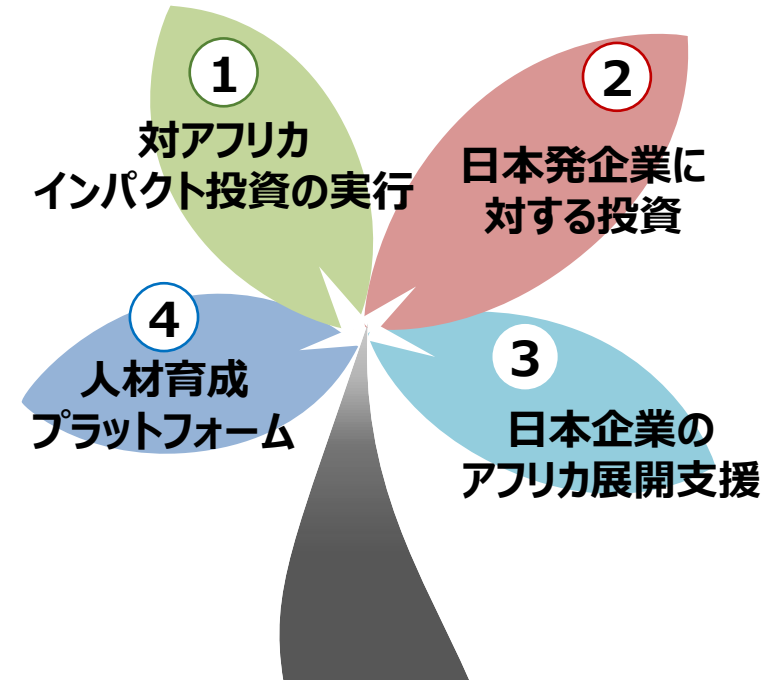 1
対アフリカ
インパクト投資の実行
2
日本発企業に
対する投資
3
日本企業の
アフリカ展開支援
4
人材育成
プラットフォーム